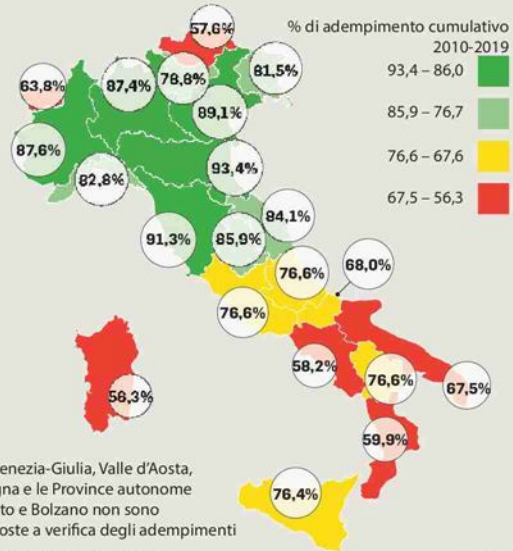 % di adempimento cumulativo
2010-2019
93,4 – 86,0
85,9 – 76,7
76,6 – 67,6
67,5 – 56,3
57,6%
63,8%
87,4%
78,8%
81,5%
89,1%
87,6%
82,8%
93,4%
84,1%
91,3%
85,9%
76,6%
68,0%
76,6%
58,2%
76,6%
67,5%
56,3%
59,9%
76,4%
enezia-Giulia, Valle d'Aosta,
gna e le Province autonome
to e Bolzano non sono
oste a verifica degli adempimenti